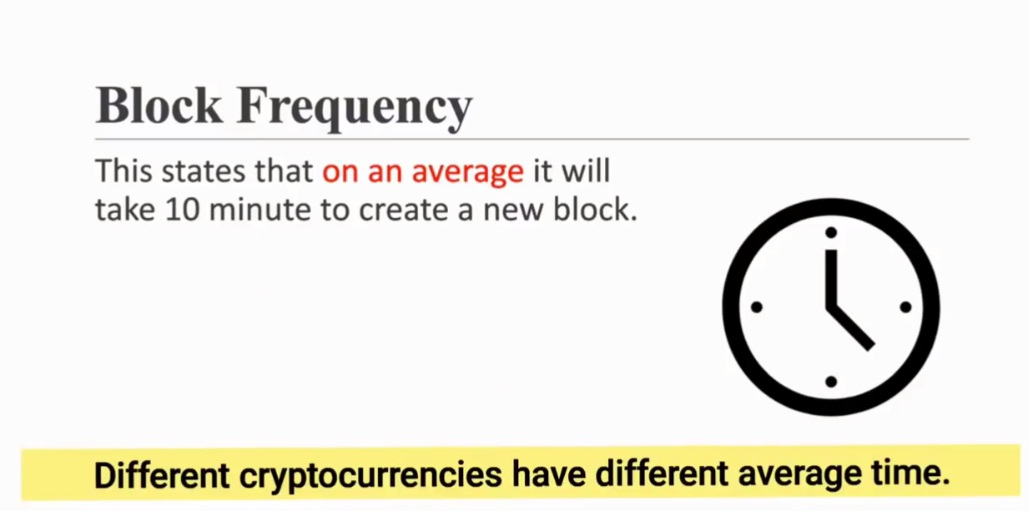 Block Frequency
This states that on an average it will
take 10 minute to create a new block.
Different cryptocurrencies have different average time.